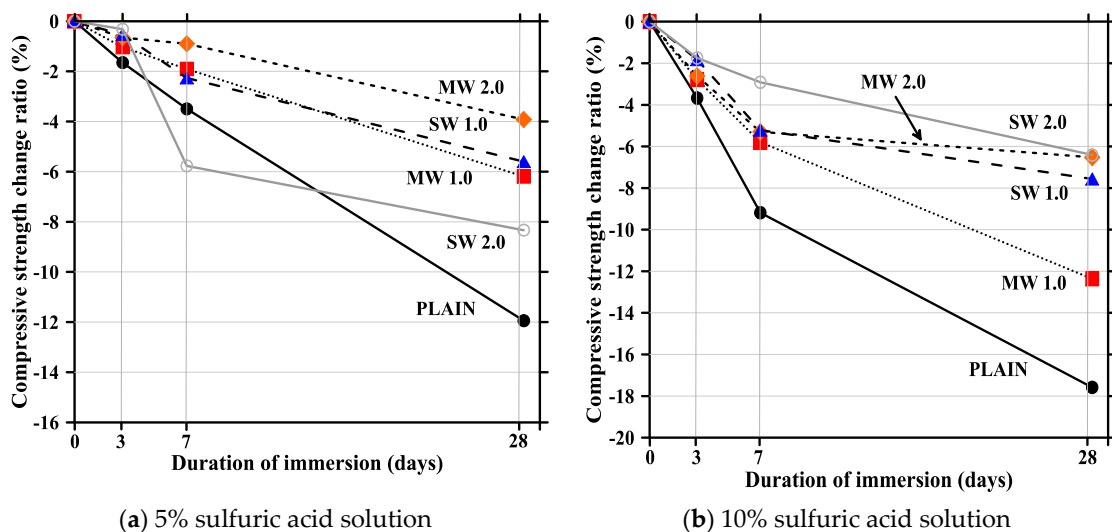 Compressive strength change ratio (%)
0
-2
-4
-6
-8
-10
-12
-14
-16
MW 2.0
SW 1.0
MW 1.0
SW 2.0
PLAIN
0 3 7 28
Duration of immersion (days)
(a) 5% sulfuric acid solution
Compressive strength change ratio (%)
0
-2
-4
-6
-8
-10
-12
-14
-16
-18
-20
MW 2.0
SW 2.0
SW 1.0
MW 1.0
PLAIN
0 3 7 28
Duration of immersion (days)
(b) 10% sulfuric acid solution